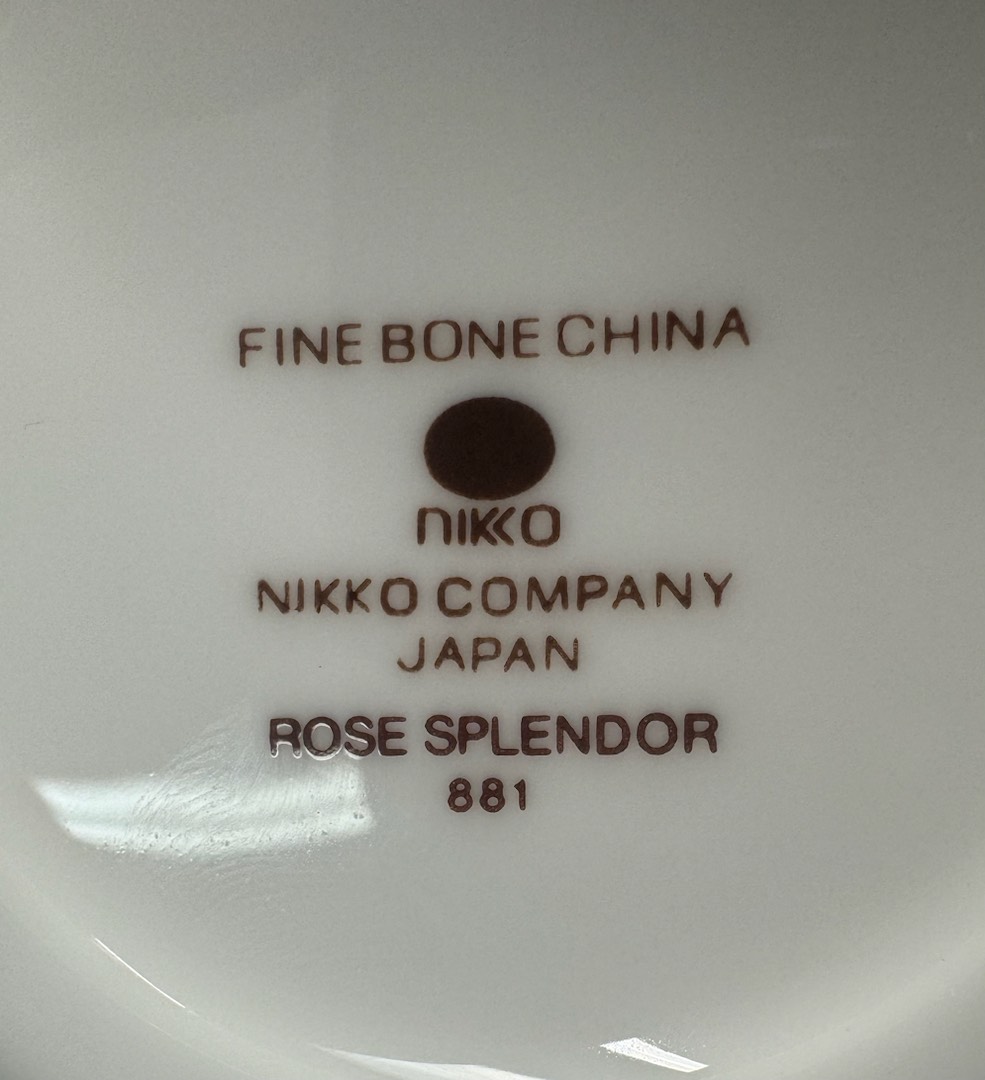 FINE BONE CHINA
nikko
NIKKO COMPANY
JAPAN
ROSE SPLENDOR
881